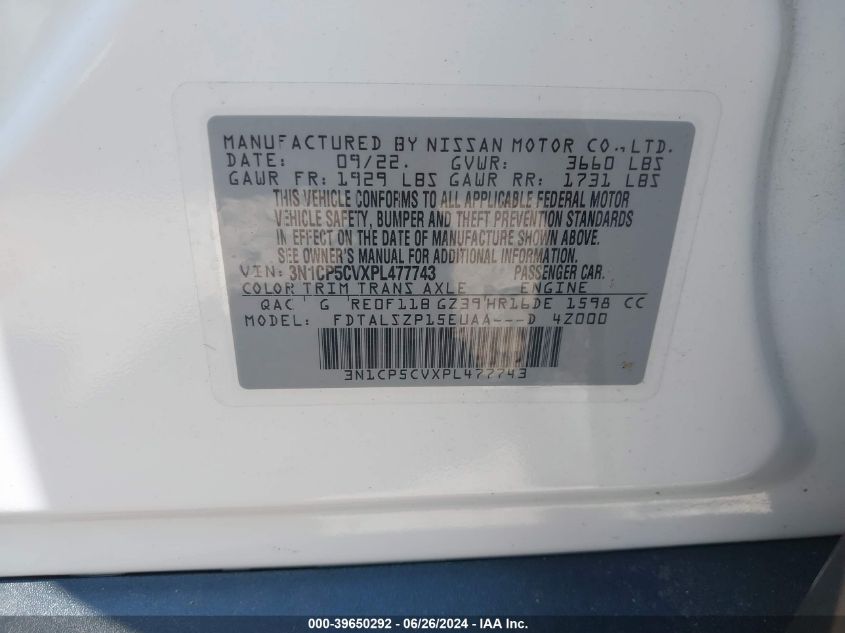 MANUFACTURED BY NISSAN MOTOR CO., LTD.
DATE: 09/22. GVWR: 3660 LBS
GAWR FR: 1929 LBS GAWR RR: 1731 LBS
THIS VEHICLE CONFORMS TO ALL APPLICABLE FEDERAL MOTOR
VEHICLE SAFETY, BUMPER AND THEFT PREVENTION STANDARDS
IN EFFECT ON THE DATE OF MANUFACTURE SHOWN ABOVE.
SEE OWNER'S MANUAL FOR ADDITIONAL INFORMATION.
VIN: 3N1CP5CVXPL477743 PASSENGER CAR.
COLOR TRIM TRANS AXLE ENGINE
QAC G RE0F11B GZ39 HR16DE 1598 CC
MODEL: FDTALSZP15EUAA---D 4Z000
3N1CP5CVXPL477743
000-39650292 - 06/26/2024 - IAA Inc.